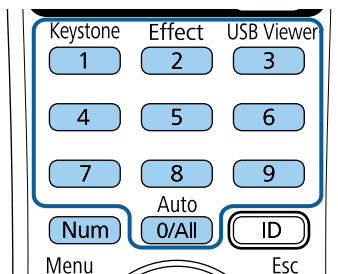 Keystone Effect USB Viewer
1 2 3
4 5 6
7 8 9
Auto
Num 0/All ID
Menu Esc